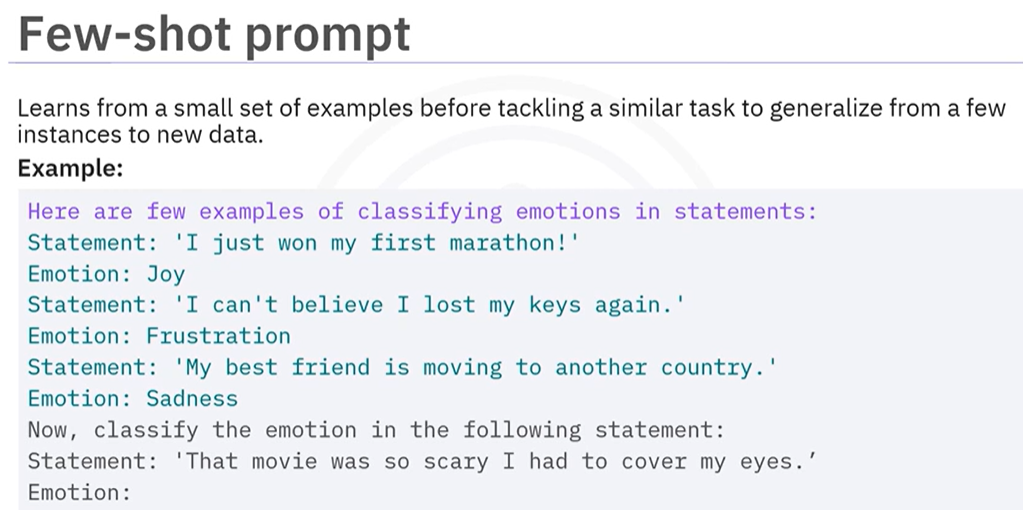 Few-shot prompt
Learns from a small set of examples before tackling a similar task to generalize from a few
instances to new data.
Example:
Here are few examples of classifying emotions in statements:
Statement: 'I just won my first marathon!'
Emotion: Joy
Statement: 'I can't believe I lost my keys again.'
Emotion: Frustration
Statement: 'My best friend is moving to another country.'
Emotion: Sadness
Now, classify the emotion in the following statement:
Statement: 'That movie was so scary I had to cover my eyes.’
Emotion: